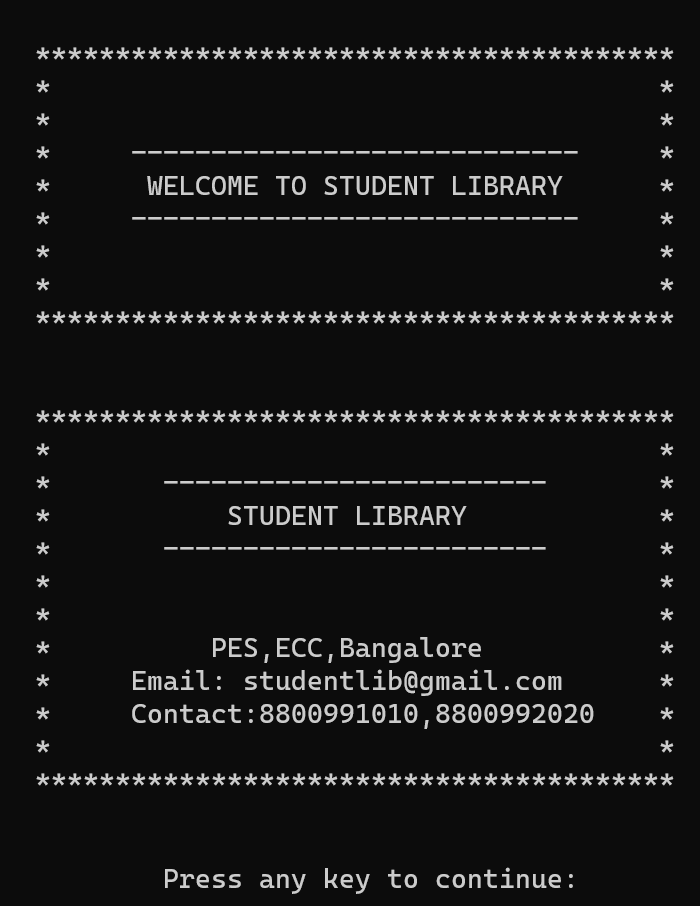 ****************************************
*                                      *
*                                      *
*     ----------------------------     *
*      WELCOME TO STUDENT LIBRARY      *
*     ----------------------------     *
*                                      *
*                                      *
****************************************
****************************************
*                                      *
*       ------------------------       *
*           STUDENT LIBRARY            *
*       ------------------------       *
*                                      *
*                                      *
*          PES,ECC,Bangalore           *
*     Email: studentlib@gmail.com      *
*     Contact:8800991010,8800992020    *
*                                      *
****************************************
Press any key to continue: